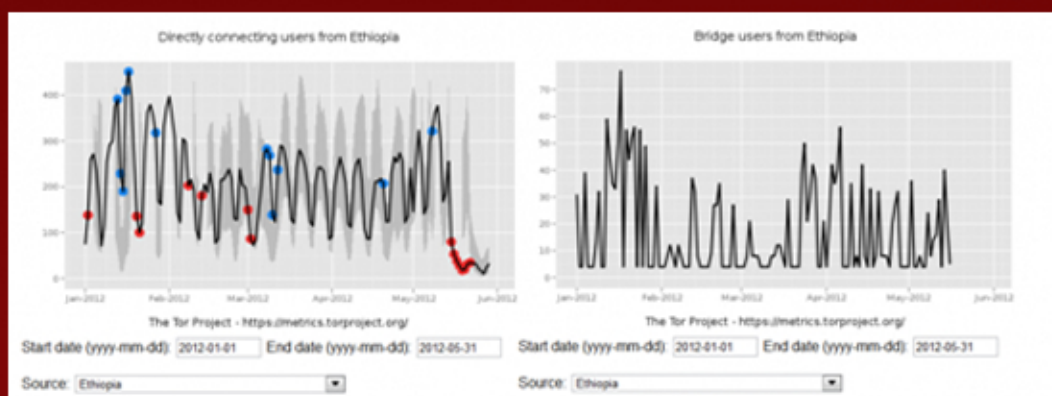 Directly connecting users from Ethiopia
400
300
200
100
0
Jan-2012 Feb-2012 Mar-2012 Apr-2012 May-2012 Jun-2012
The Tor Project - https://metrics.torproject.org/
Start date (yyyy-mm-dd): 2012-01-01 End date (yyyy-mm-dd): 2012-05-31
Source: Ethiopia
Bridge users from Ethiopia
70
60
50
40
30
20
10
0
Jan-2012 Feb-2012 Mar-2012 Apr-2012 May-2012 Jun-2012
The Tor Project - https://metrics.torproject.org/
Start date (yyyy-mm-dd): 2012-01-01 End date (yyyy-mm-dd): 2012-05-31
Source: Ethiopia